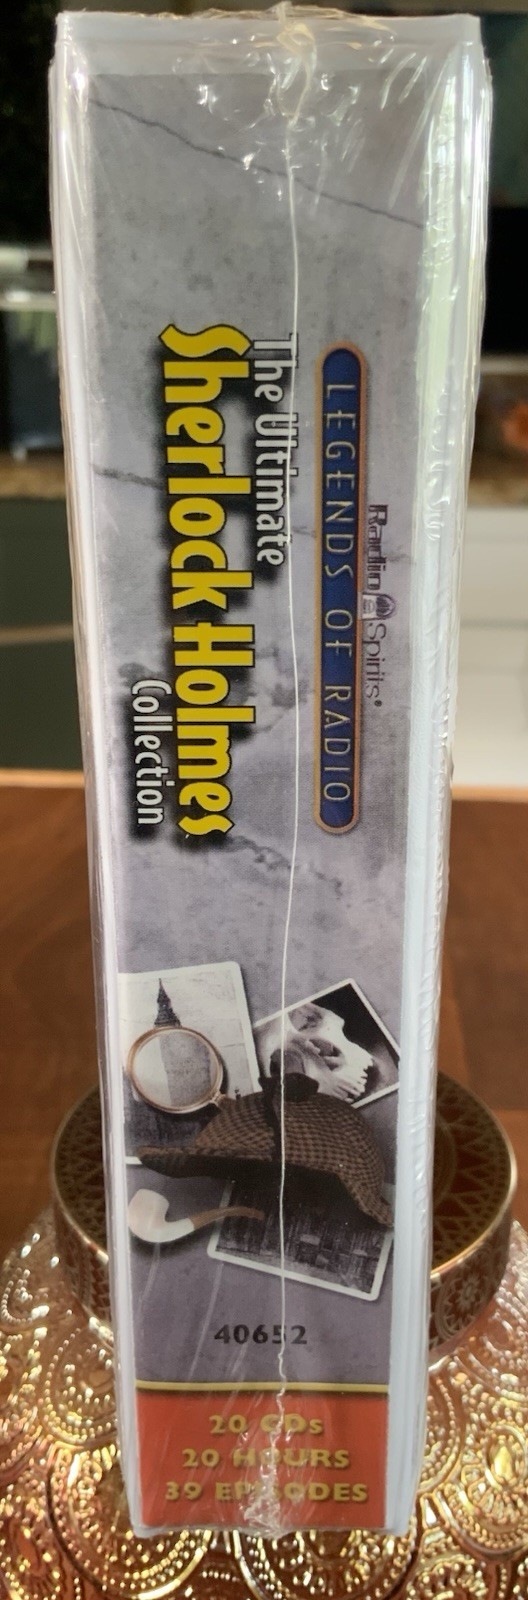 Radio Spirits®
LEGENDS OF RADIO
The Ultimate
Sherlock Holmes
Collection
40652
20 CDs
20 HOURS
39 EPISODES